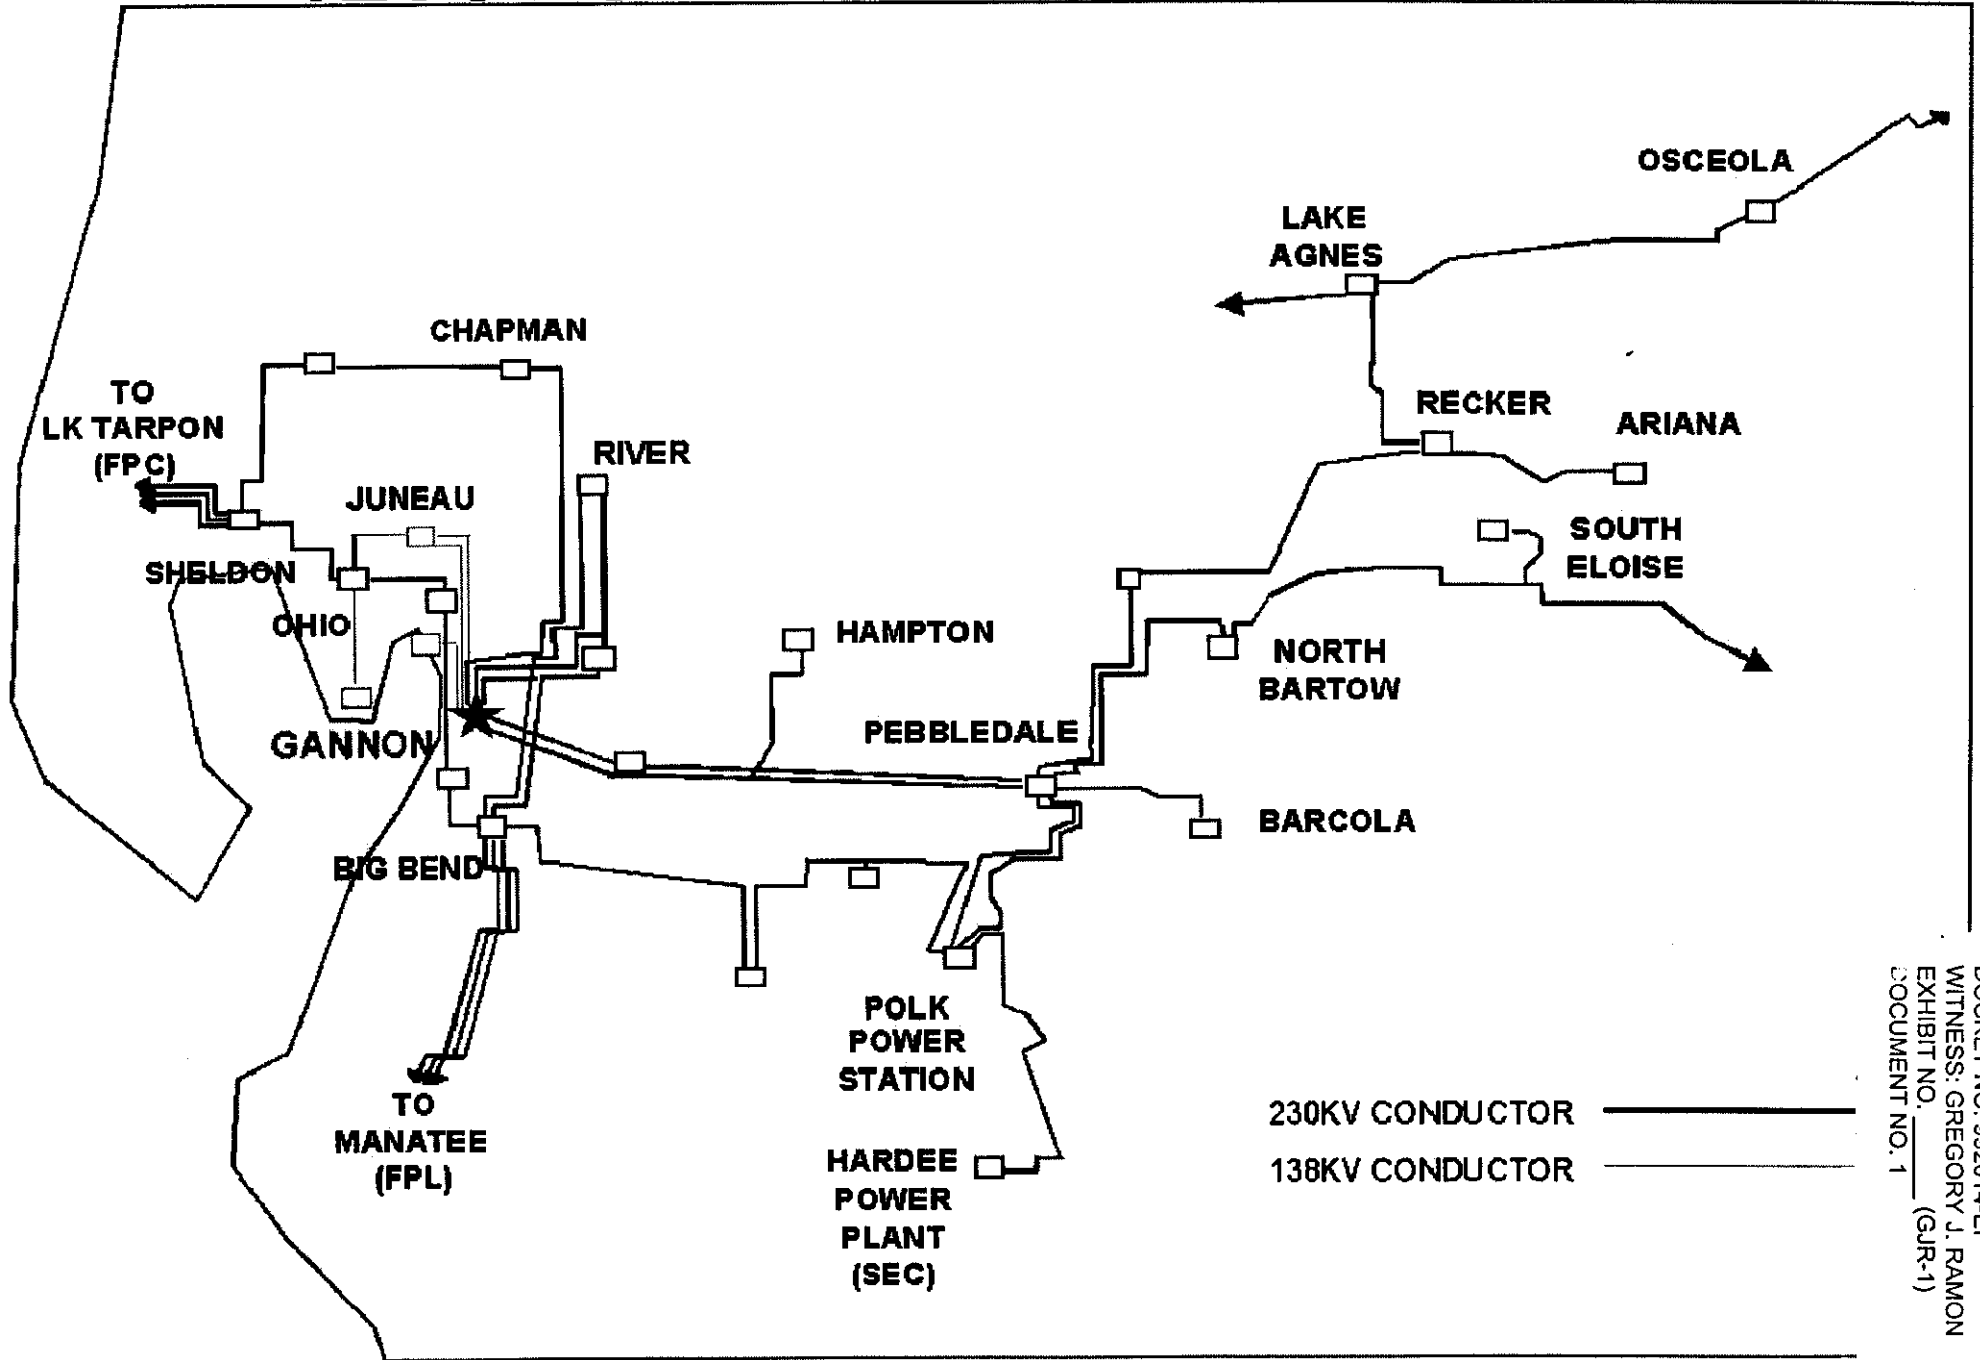 OSCEOLA
LAKE
AGNES
CHAPMAN
TO
LK TARPON
(FPC)
RECKER
ARIANA
RIVER
JUNEAU
SOUTH
ELOISE
SHELDON
OHIO
HAMPTON
NORTH
BARTOW
PEBBLEDALE
GANNON
BARCOLA
BIG BEND
POLK
POWER
STATION
TO
MANATEE
(FPL)
HARDEE
POWER
PLANT
(SEC)
230KV CONDUCTOR
138KV CONDUCTOR
WITNESS: GREGORY J. RAMON
EXHIBIT NO. ______ (GJR-1)
DOCUMENT NO. 1